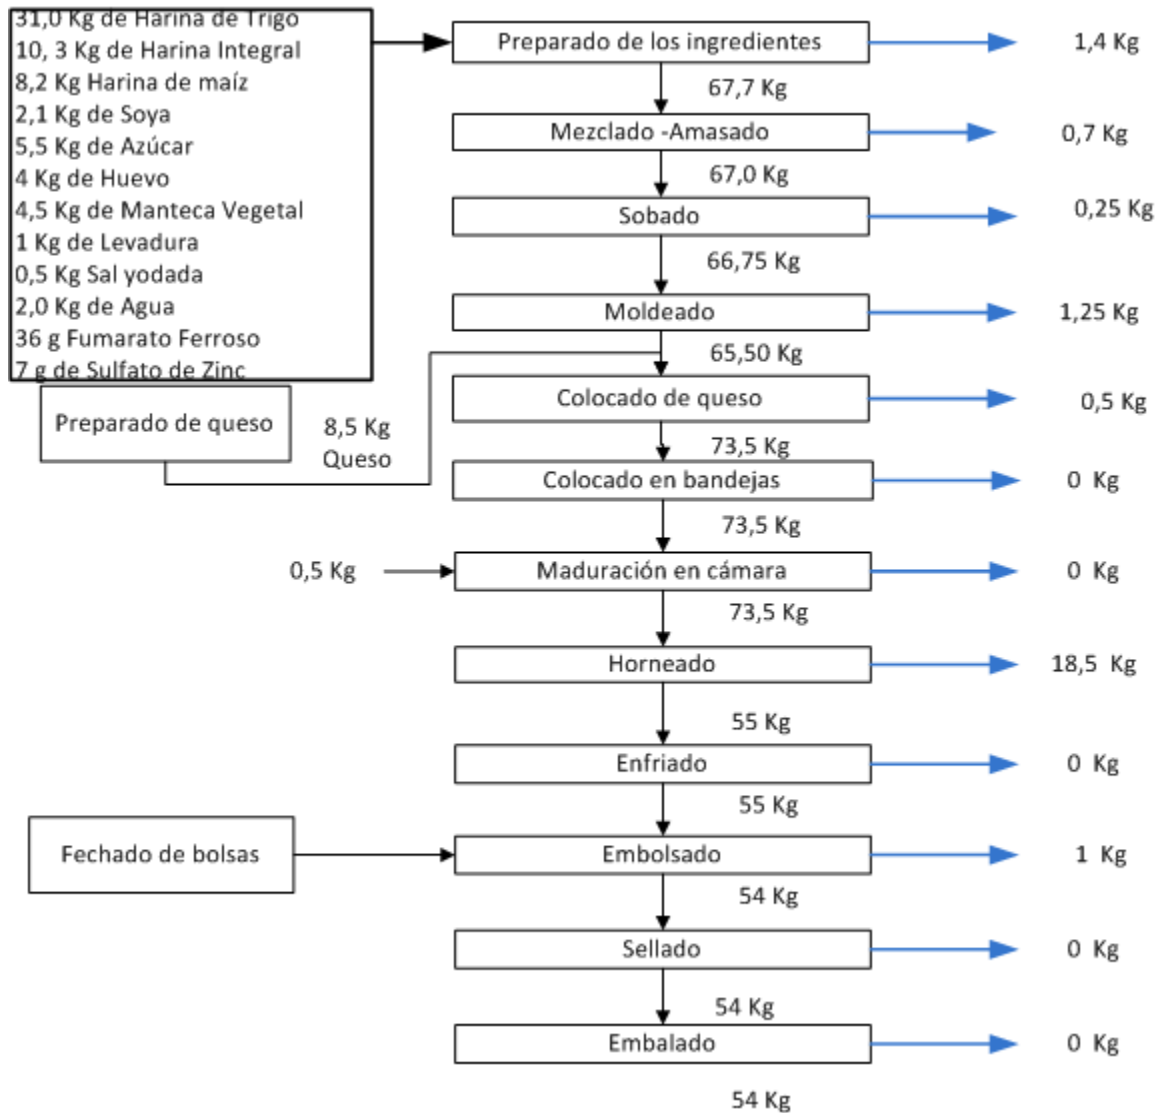 31,0 Kg de Harina de Trigo
10, 3 Kg de Harina Integral
8,2 Kg Harina de maíz
2,1 Kg de Soya
5,5 Kg de Azúcar
4 Kg de Huevo
4,5 Kg de Manteca Vegetal
1 Kg de Levadura
0,5 Kg Sal yodada
2,0 Kg de Agua
36 g Fumarato Ferroso
7 g de Sulfato de Zinc
Preparado de los ingredientes
1,4 Kg
67,7 Kg
Mezclado -Amasado
0,7 Kg
67,0 Kg
Sobado
0,25 Kg
66,75 Kg
Moldeado
1,25 Kg
65,50 Kg
Preparado de queso
8,5 Kg
Queso
Colocado de queso
0,5 Kg
73,5 Kg
Colocado en bandejas
0 Kg
73,5 Kg
0,5 Kg
Maduración en cámara
0 Kg
73,5 Kg
Horneado
18,5 Kg
55 Kg
Enfriado
0 Kg
55 Kg
Fechado de bolsas
Embolsado
1 Kg
54 Kg
Sellado
0 Kg
54 Kg
Embalado
0 Kg
54 Kg